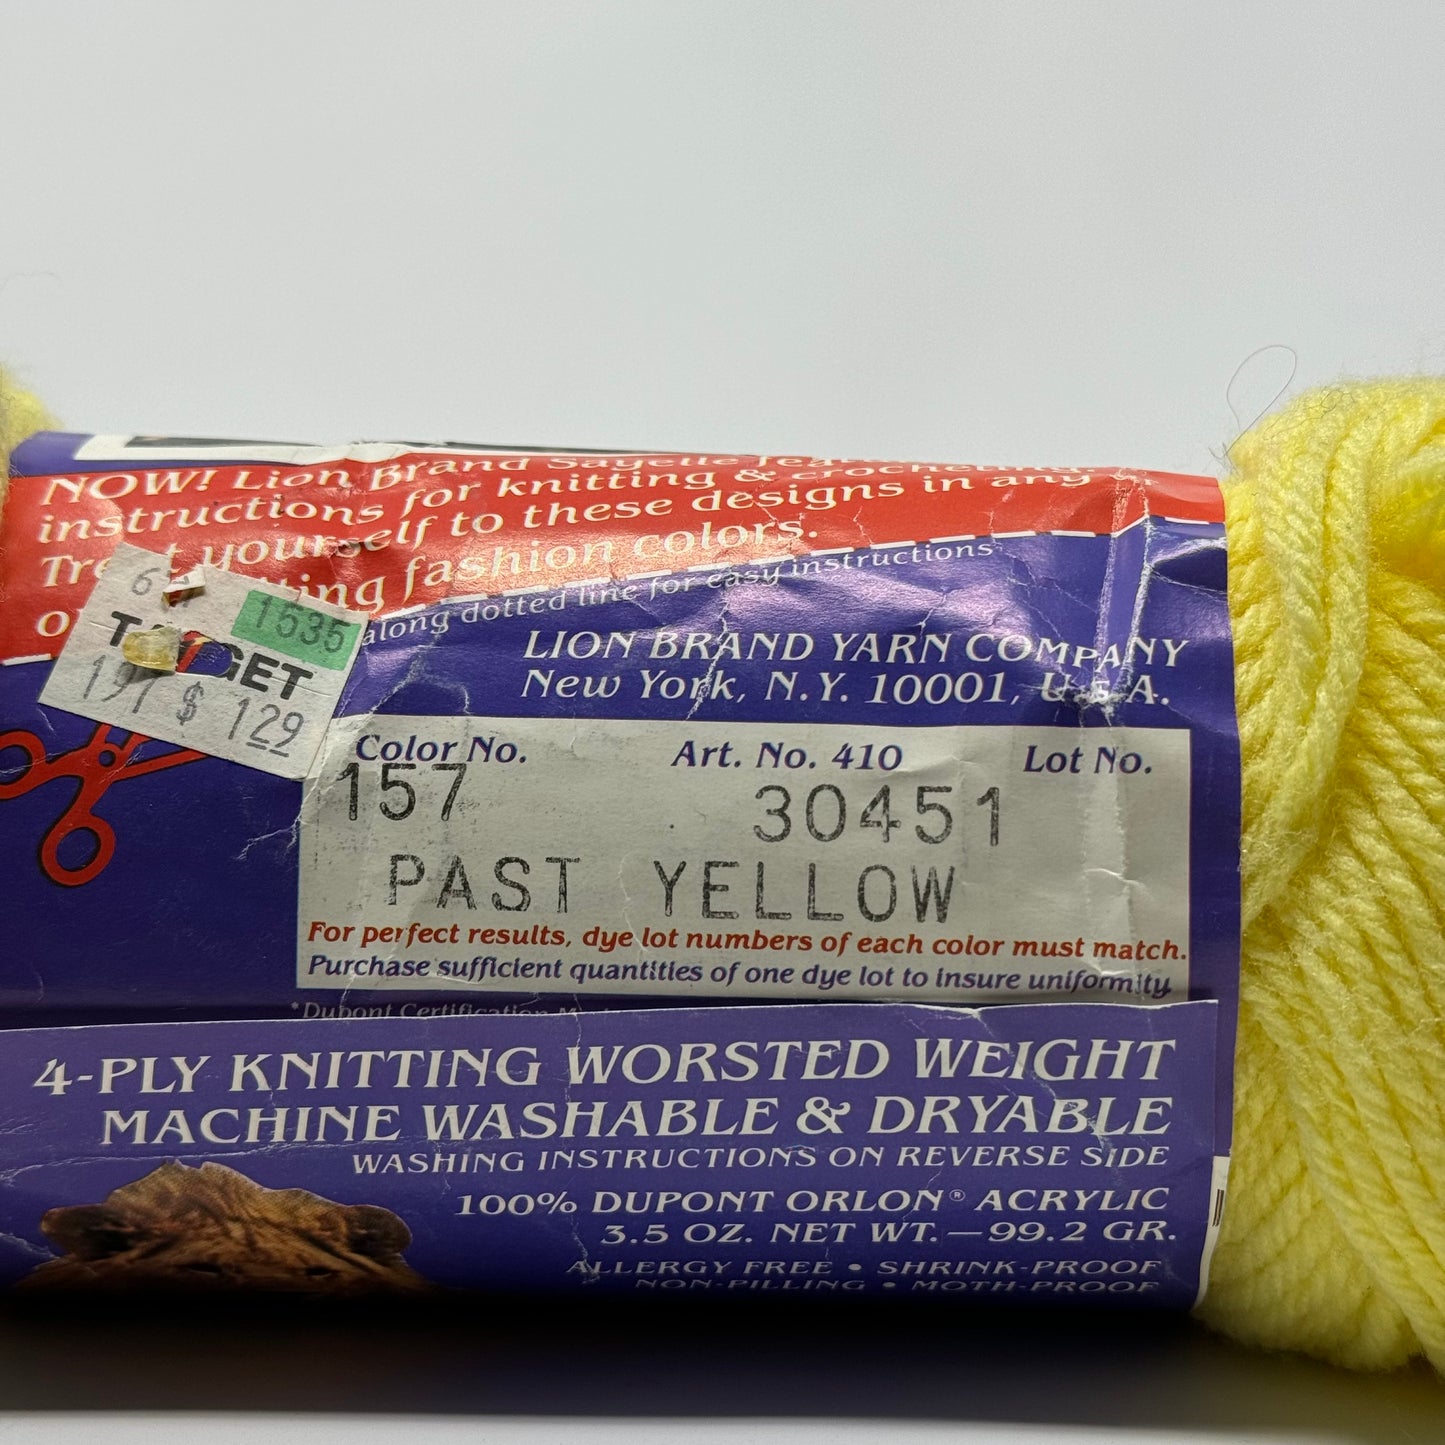 NOW! Lion Brand Sayelle
instructions for knitting & crocheting.
Treat yourself to these designs in any
fashion colors.
along dotted line for easy instructions
1535
TARGET
$ 1.29
LION BRAND YARN COMPANY
New York, N.Y. 10001, U.S.A.
Color No. Art. No. 410 Lot No.
157 30451
PAST YELLOW
For perfect results, dye lot numbers of each color must match.
Purchase sufficient quantities of one dye lot to insure uniformity
*Dupont Certification
4-PLY KNITTING WORSTED WEIGHT
MACHINE WASHABLE & DRYABLE
WASHING INSTRUCTIONS ON REVERSE SIDE
100% DUPONT ORLON® ACRYLIC
3.5 OZ. NET WT.—99.2 GR.
ALLERGY FREE • SHRINK-PROOF
NON-PILLING • MOTH-PROOF